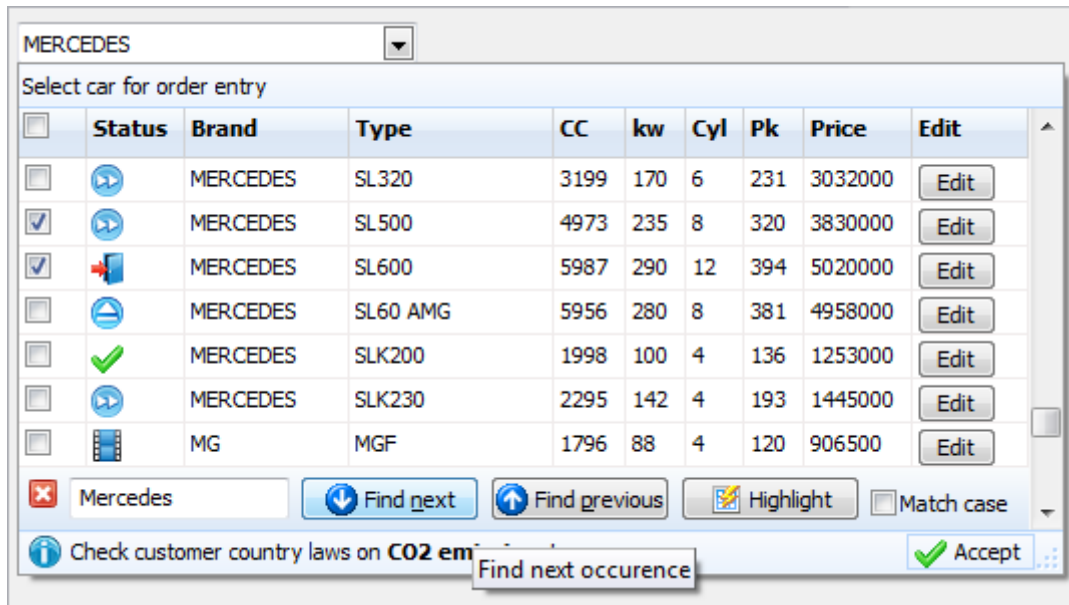 MERCEDES
Select car for order entry
Status Brand Type CC kw Cyl Pk Price Edit
MERCEDES SL320 3199 170 6 231 3032000 Edit
MERCEDES SL500 4973 235 8 320 3830000 Edit
MERCEDES SL600 5987 290 12 394 5020000 Edit
MERCEDES SL60 AMG 5956 280 8 381 4958000 Edit
MERCEDES SLK200 1998 100 4 136 1253000 Edit
MERCEDES SLK230 2295 142 4 193 1445000 Edit
MG MGF 1796 88 4 120 906500 Edit
Mercedes Find next Find previous Highlight Match case
Check customer country laws on CO2 Accept
Find next occurence